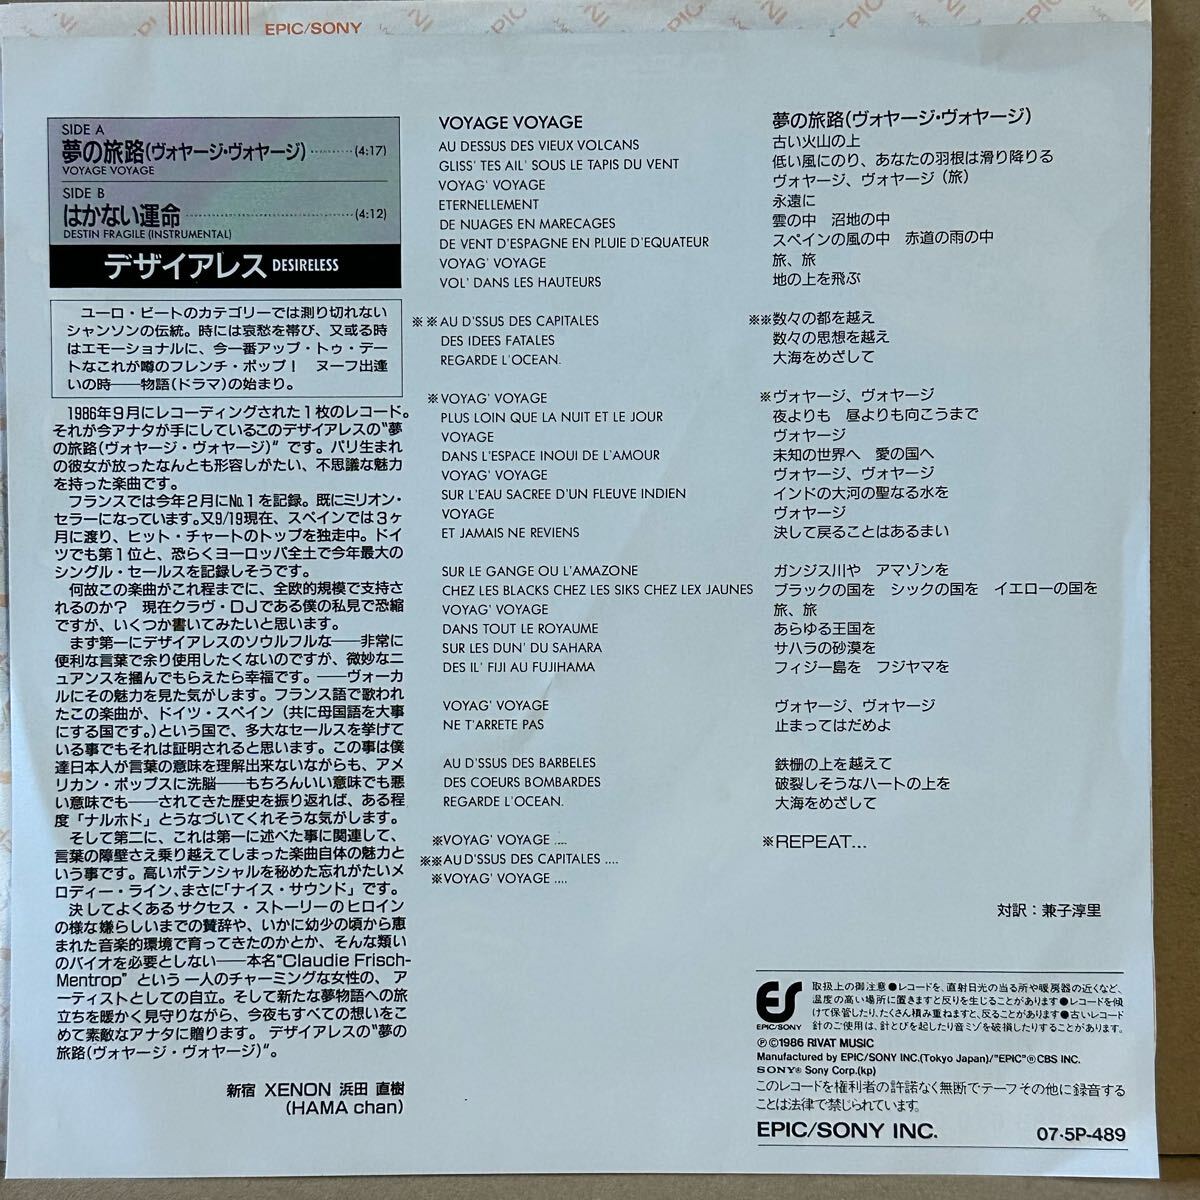 EPIC/SONY
SIDE A
夢の旅路(ヴォヤージ・ヴォヤージ)………(4:17)
VOYAGE VOYAGE
SIDE B
はかない運命………………(4:12)
DESTIN FRAGILE (INSTRUMENTAL)
デザイアレス DESIRELESS
ユーロ・ビートのカテゴリーでは測り切れない
シャンソンの伝統。時には哀愁を帯び、又或る時
はエモーショナルに、今一番アップ・トゥ・デー
トなこれが噂のフレンチ・ポップ! ヌーフ出逢
いの時──物語(ドラマ)の始まり。
1986年9月にレコーディングされた1枚のレコード。
それが今アナタが手にしているこのデザイアレスの“夢
の旅路(ヴォヤージ・ヴォヤージ)”です。パリ生まれ
の彼女が放ったなんとも形容しがたい、不思議な魅力
を持った楽曲です。
フランスでは今年2月にNo.1を記録。既にミリオン・
セラーになっています。又9/19現在、スペインでは3ヶ
月に渡り、ヒット・チャートのトップを独走中。ドイ
ツでも第1位と、恐らくヨーロッパ全土で今年最大の
シングル・セールスを記録しそうです。
何故この楽曲がこれ程までに、全欧的規模で支持さ
れるのか? 現在クラヴ・DJである僕の私見で恐縮
ですが、いくつか書いてみたいと思います。
まず第一にデザイアレスのソウルフルな──非常に
便利な言葉で余り使用したくないのですが、微妙なニ
ュアンスを掴んでもらえたら幸福です。──ヴォーカ
ルにその魅力を見た気がします。フランス語で歌われ
たこの楽曲が、ドイツ・スペイン(共に母国語を大事
にする国です。)という国で、多大なセールスを挙げて
いる事でもそれは証明されると思います。この事は僕
達日本人が言葉の意味を理解出来ないながらも、アメ
リカン・ポップスに洗脳──もちろんいい意味でも悪
い意味でも──されてきた歴史を振り返れば、ある程
度「ナルホド」とうなづいてくれそうな気がします。
そして第二に、これは第一に述べた事に関連して、
言葉の障壁さえ乗り越えてしまった楽曲自体の魅力と
いう事です。高いポテンシャルを秘めた忘れがたいメ
ロディー・ライン、まさに「ナイス・サウンド」です。
決してよくあるサクセス・ストーリーのヒロイン
の様な嫌らしいまでの賛辞や、いかに幼少の頃から恵
まれた音楽的環境で育ってきたのかとか、そんな類い
のバイオを必要としない──本名“Claudie Frisch-
Mentrop” という 一人のチャーミングな女性の、ア
ーティストとしての自立。そして新たな夢物語への旅
立ちを暖かく見守りながら、今夜もすべての想いをこ
めて素敵なアナタに贈ります。デザイアレスの“夢の
旅路(ヴォヤージ・ヴォヤージ)”。
新宿 XENON 浜田 直樹
(HAMA chan)
VOYAGE VOYAGE
AU DESSUS DES VIEUX VOLCANS
GLISS' TES AIL' SOUS LE TAPIS DU VENT
VOYAG' VOYAGE
ETERNELLEMENT
DE NUAGES EN MARECAGES
DE VENT D'ESPAGNE EN PLUIE D'EQUATEUR
VOYAG' VOYAGE
VOL' DANS LES HAUTEURS
※※AU D'SSUS DES CAPITALES
DES IDEES FATALES
REGARDE L'OCEAN.
※VOYAG' VOYAGE
PLUS LOIN QUE LA NUIT ET LE JOUR
VOYAGE
DANS L'ESPACE INOUI DE L'AMOUR
VOYAG' VOYAGE
SUR L'EAU SACREE D'UN FLEUVE INDIEN
VOYAGE
ET JAMAIS NE REVIENS
SUR LE GANGE OU L'AMAZONE
CHEZ LES BLACKS CHEZ LES SIKS CHEZ LEX JAUNES
VOYAG' VOYAGE
DANS TOUT LE ROYAUME
SUR LES DUN' DU SAHARA
DES IL' FIJI AU FUJIHAMA
VOYAG' VOYAGE
NE T'ARRETE PAS
AU D'SSUS DES BARBELES
DES COEURS BOMBARDES
REGARDE L'OCEAN.
※VOYAG' VOYAGE ....
※※AU D'SSUS DES CAPITALES ....
※VOYAG' VOYAGE ....
夢の旅路(ヴォヤージ・ヴォヤージ)
古い火山の上
低い風にのり、あなたの羽根は滑り降りる
ヴォヤージ、ヴォヤージ(旅)
永遠に
雲の中 沼地の中
スペインの風の中 赤道の雨の中
旅、旅
地の上を飛ぶ
※※数々の都を越え
数々の思想を越え
大海をめざして
※ヴォヤージ、ヴォヤージ
夜よりも 昼よりも向こうまで
ヴォヤージ
未知の世界へ 愛の国へ
ヴォヤージ、ヴォヤージ
インドの大河の聖なる水を
ヴォヤージ
決して戻ることはあるまい
ガンジス川や アマゾンを
ブラックの国を シックの国を イエローの国を
旅、旅
あらゆる王国を
サハラの砂漠を
フィジー島を フジヤマを
ヴォヤージ、ヴォヤージ
止まってはだめよ
鉄柵の上を越えて
破裂しそうなハートの上を
大海をめざして
※REPEAT...
対訳:兼子淳里
EPIC/SONY
取扱上の御注意●レコードを、直射日光の当る所や暖房器の近くなど、
温度の高い場所に置きますと反りを生じることがあります●レコードを傾
けて保管したり、たくさん積み重ねますと、反ることがあります●古いレコード
針のご使用は、針とびを起したり音ミゾを破損したりすることがあります。
℗©1986 RIVAT MUSIC
Manufactured by EPIC/SONY INC.(Tokyo Japan)/"EPIC"® CBS INC.
SONY® Sony Corp.(kp)
このレコードを権利者の許諾なく無断でテープその他に録音する
ことは法律で禁じられています。
EPIC/SONY INC. 07·5P-489